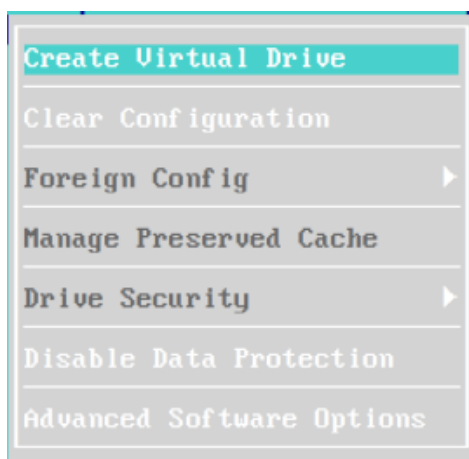 Create Virtual Drive
Clear Configuration
Foreign Config
Manage Preserved Cache
Drive Security
Disable Data Protection
Advanced Software Options